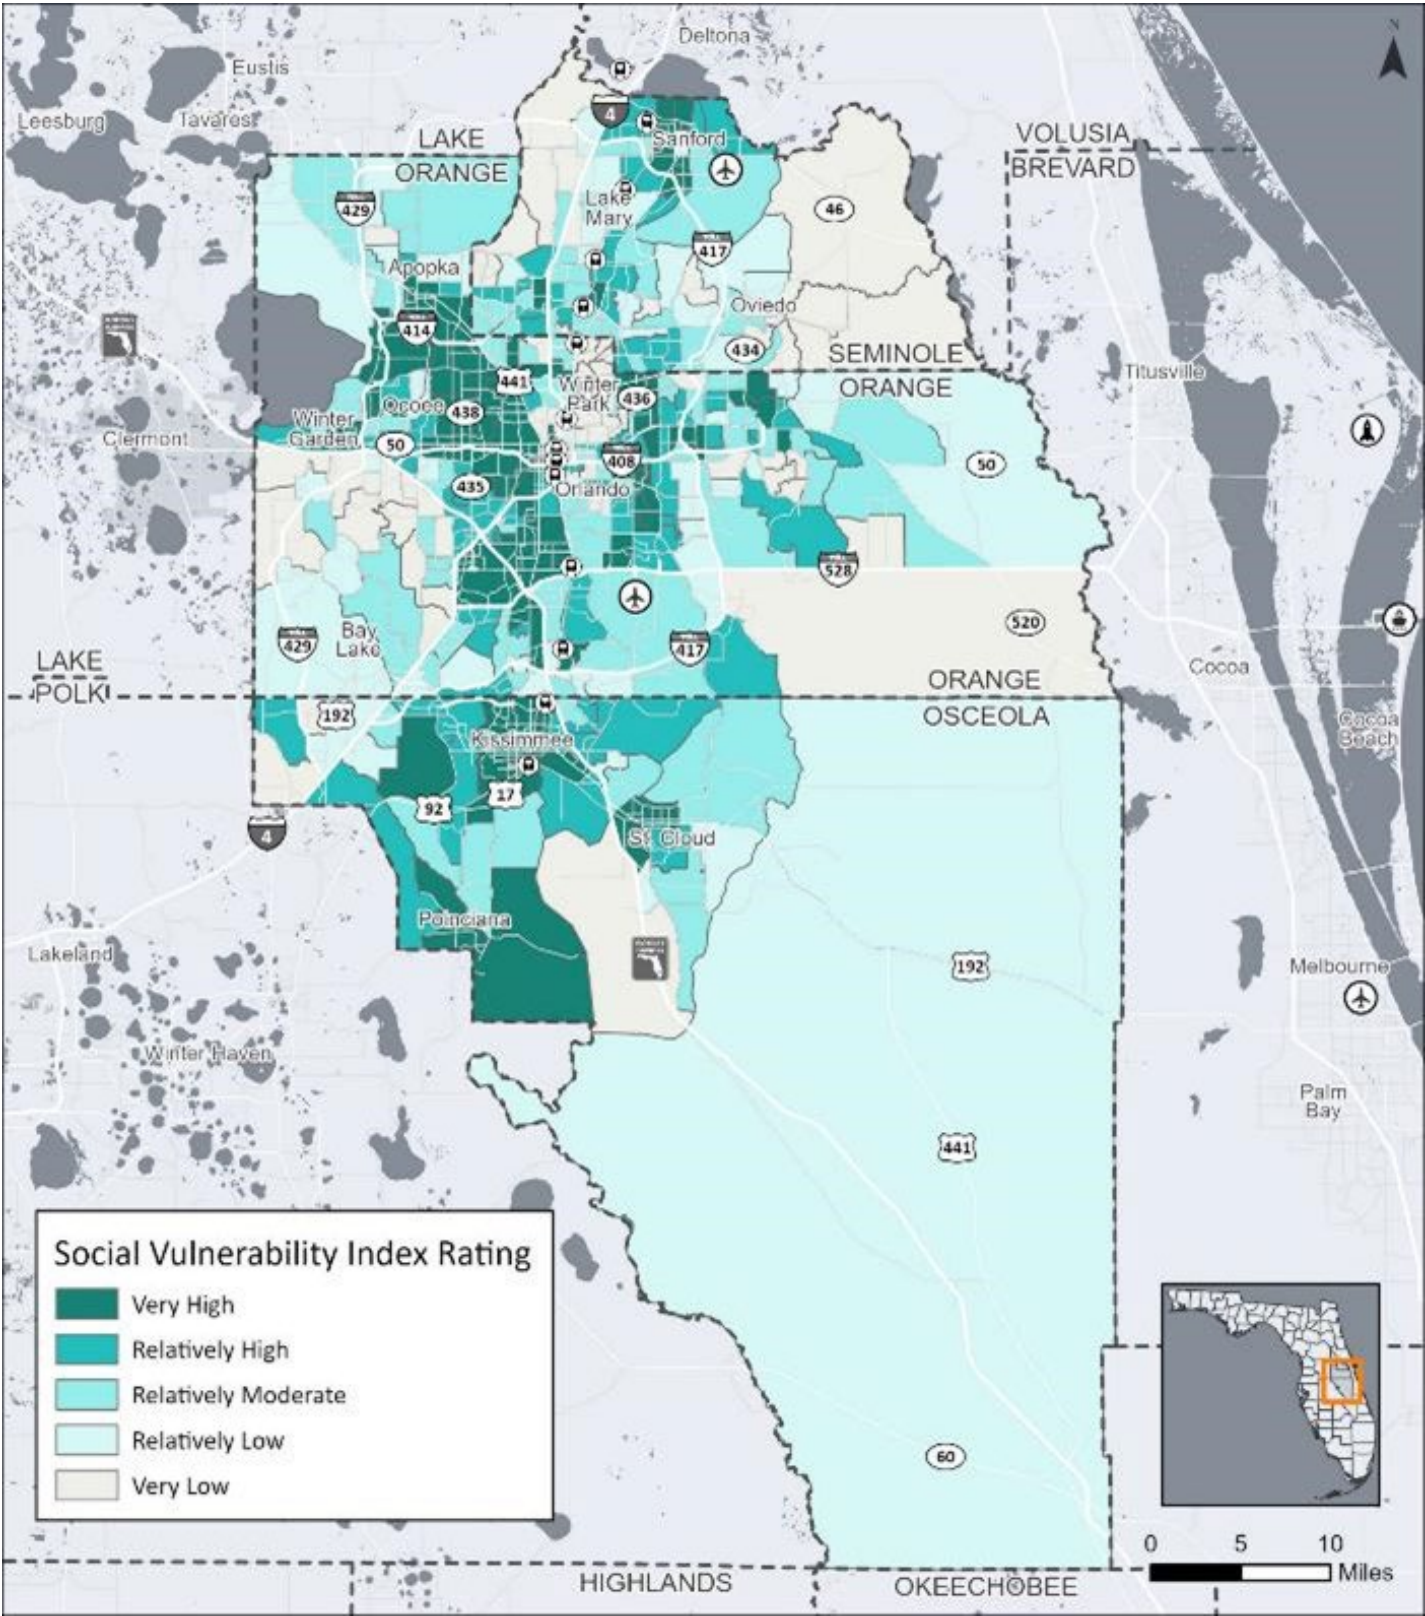 N
Deltona
Eustis
Leesburg
Tavares
4
LAKE
ORANGE
Sanford
VOLUSIA
BREVARD
429
Lake
Mary
46
417
Apopka
Oviedo
414
434
SEMINOLE
ORANGE
Titusville
441
Winter
Park
436
Ocoee
438
Winter
Garden
Clermont
50
408
50
435
Orlando
528
520
Bay
Lake
429
417
LAKE
POLK
Cocoa
ORANGE
OSCEOLA
192
Cocoa
Beach
Kissimmee
17
92
4
St. Cloud
Poinciana
Lakeland
192
Melbourne
Winter Haven
Palm
Bay
441
Social Vulnerability Index Rating
Very High
Relatively High
Relatively Moderate
Relatively Low
Very Low
60
0 5 10
Miles
HIGHLANDS
OKEECHOBEE